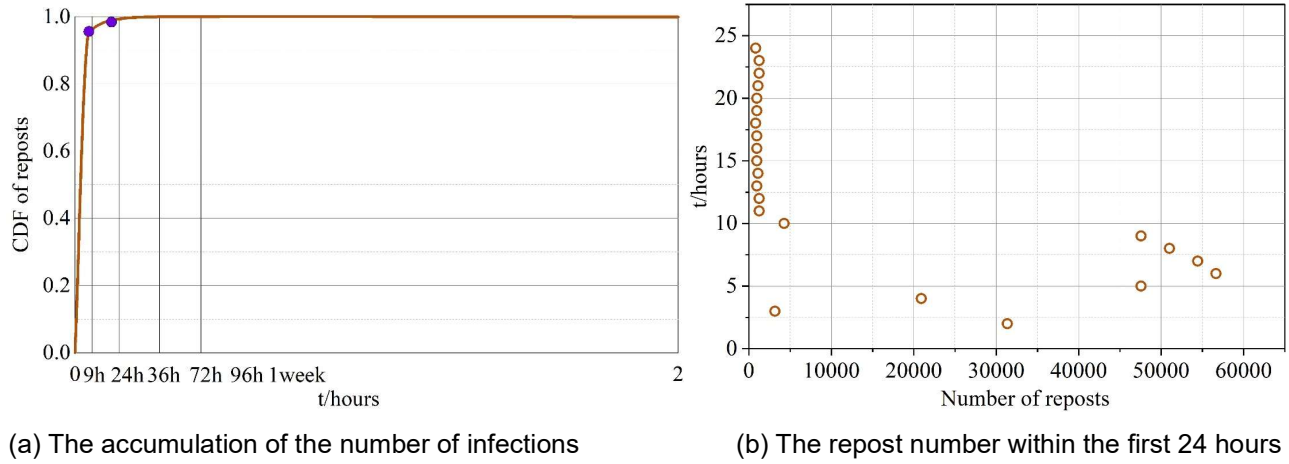 1.0
0.8
0.6
0.4
0.2
0.0
CDF of reposts
0 9h 24h 36h 72h 96h 1week 2
t/hours
(a) The accumulation of the number of infections
25
20
15
10
5
0
t/hours
0 10000 20000 30000 40000 50000 60000
Number of reposts
(b) The repost number within the first 24 hours